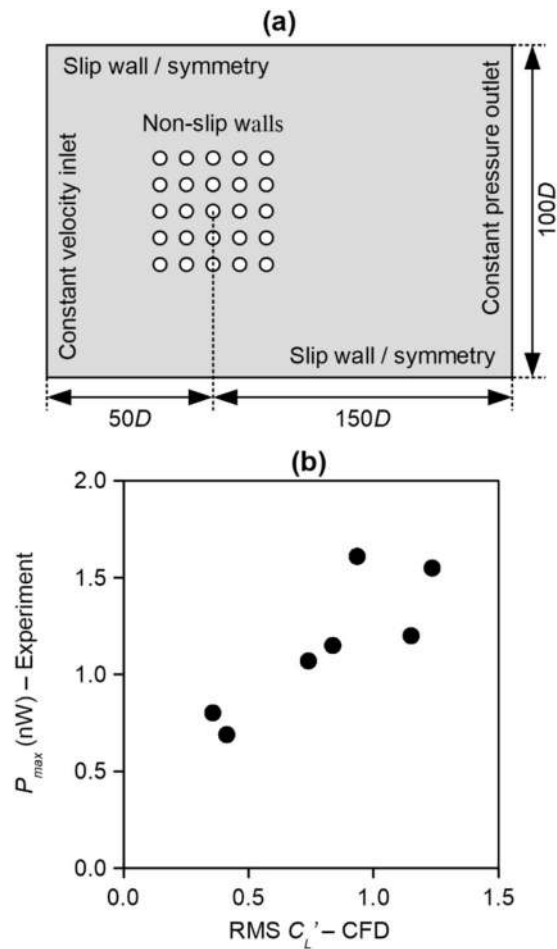 (a)
Slip wall / symmetry
Non-slip walls
Constant velocity inlet
Constant pressure outlet
100D
Slip wall / symmetry
50D
150D
(b)
2.0
1.5
1.0
0.5
0.0
P_max (nW) – Experiment
0.0
0.5
1.0
1.5
RMS C_L' – CFD